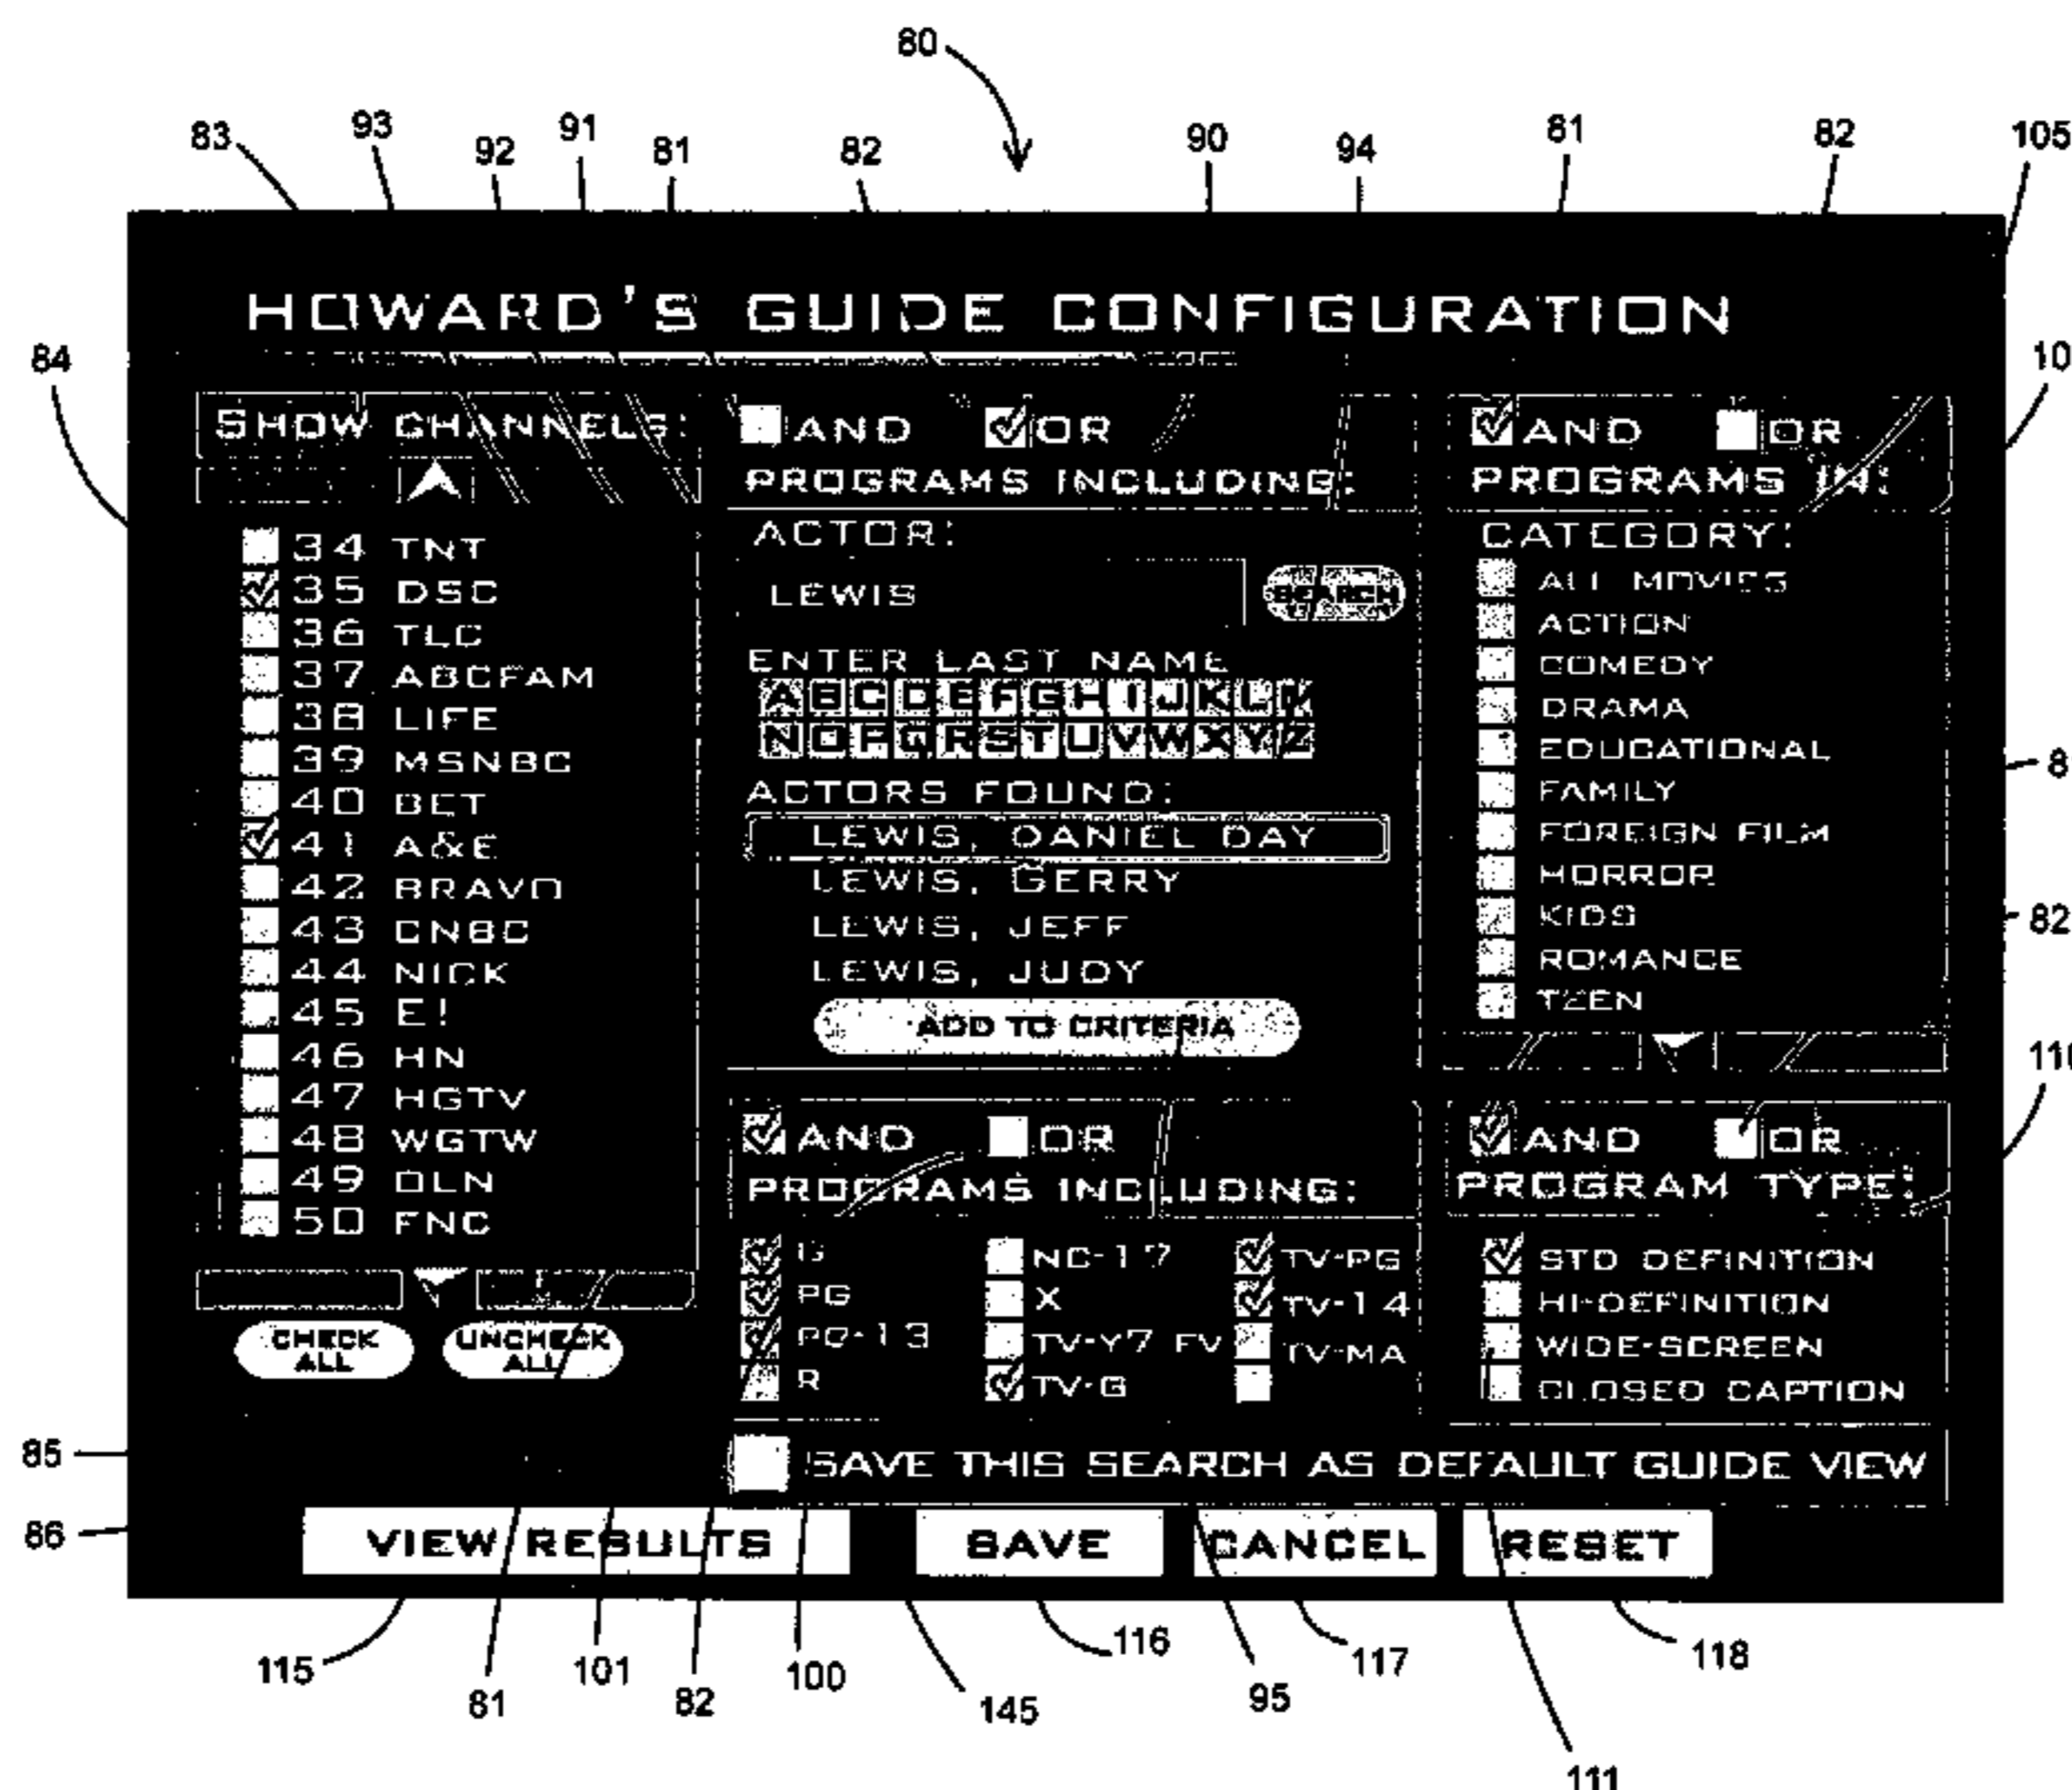 80
83 93 92 91 81 82 90 94 81 82 105
HOWARD'S GUIDE CONFIGURATION
84
10
SHOW CHANNELS:
34 TNT
35 DSC
36 TLC
37 ABCFAM
38 LIFE
39 MSNBC
40 BET
41 A&E
42 BRAVO
43 CNBC
44 NICK
45 E!
46 HN
47 HGTV
48 WGTW
49 OLN
50 FNC
CHECK ALL
UNCHECK ALL
AND OR
PROGRAMS INCLUDING:
ACTOR:
LEWIS SEARCH
ENTER LAST NAME
A B C D E F G H I J K L M
N O P Q R S T U V W X Y Z
ACTORS FOUND:
LEWIS, DANIEL DAY
LEWIS, GERRY
LEWIS, JEFF
LEWIS, JUDY
ADD TO CRITERIA
AND OR
PROGRAMS IN:
CATEGORY:
ALL MOVIES
ACTION
COMEDY
DRAMA
EDUCATIONAL
FAMILY
FOREIGN FILM
HORROR
KIDS
ROMANCE
TEEN
8
82
110
AND OR
PROGRAMS INCLUDING:
G NC-17 TV-PG
PG X TV-14
PG-13 TV-Y7 FV TV-MA
R TV-G
AND OR
PROGRAM TYPE:
STD DEFINITION
HI-DEFINITION
WIDE-SCREEN
CLOSED CAPTION
85
SAVE THIS SEARCH AS DEFAULT GUIDE VIEW
86
VIEW RESULTS SAVE CANCEL RESET
115 81 101 82 100 145 116 95 117 111 118